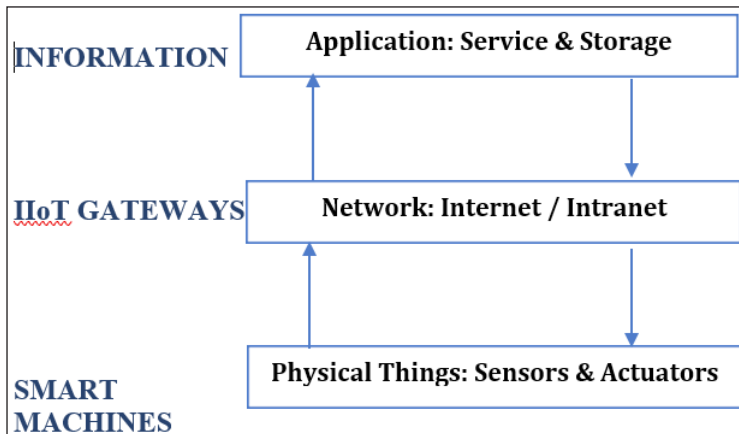 INFORMATION
Application: Service & Storage
IIoT GATEWAYS
Network: Internet / Intranet
Physical Things: Sensors & Actuators
SMART
MACHINES